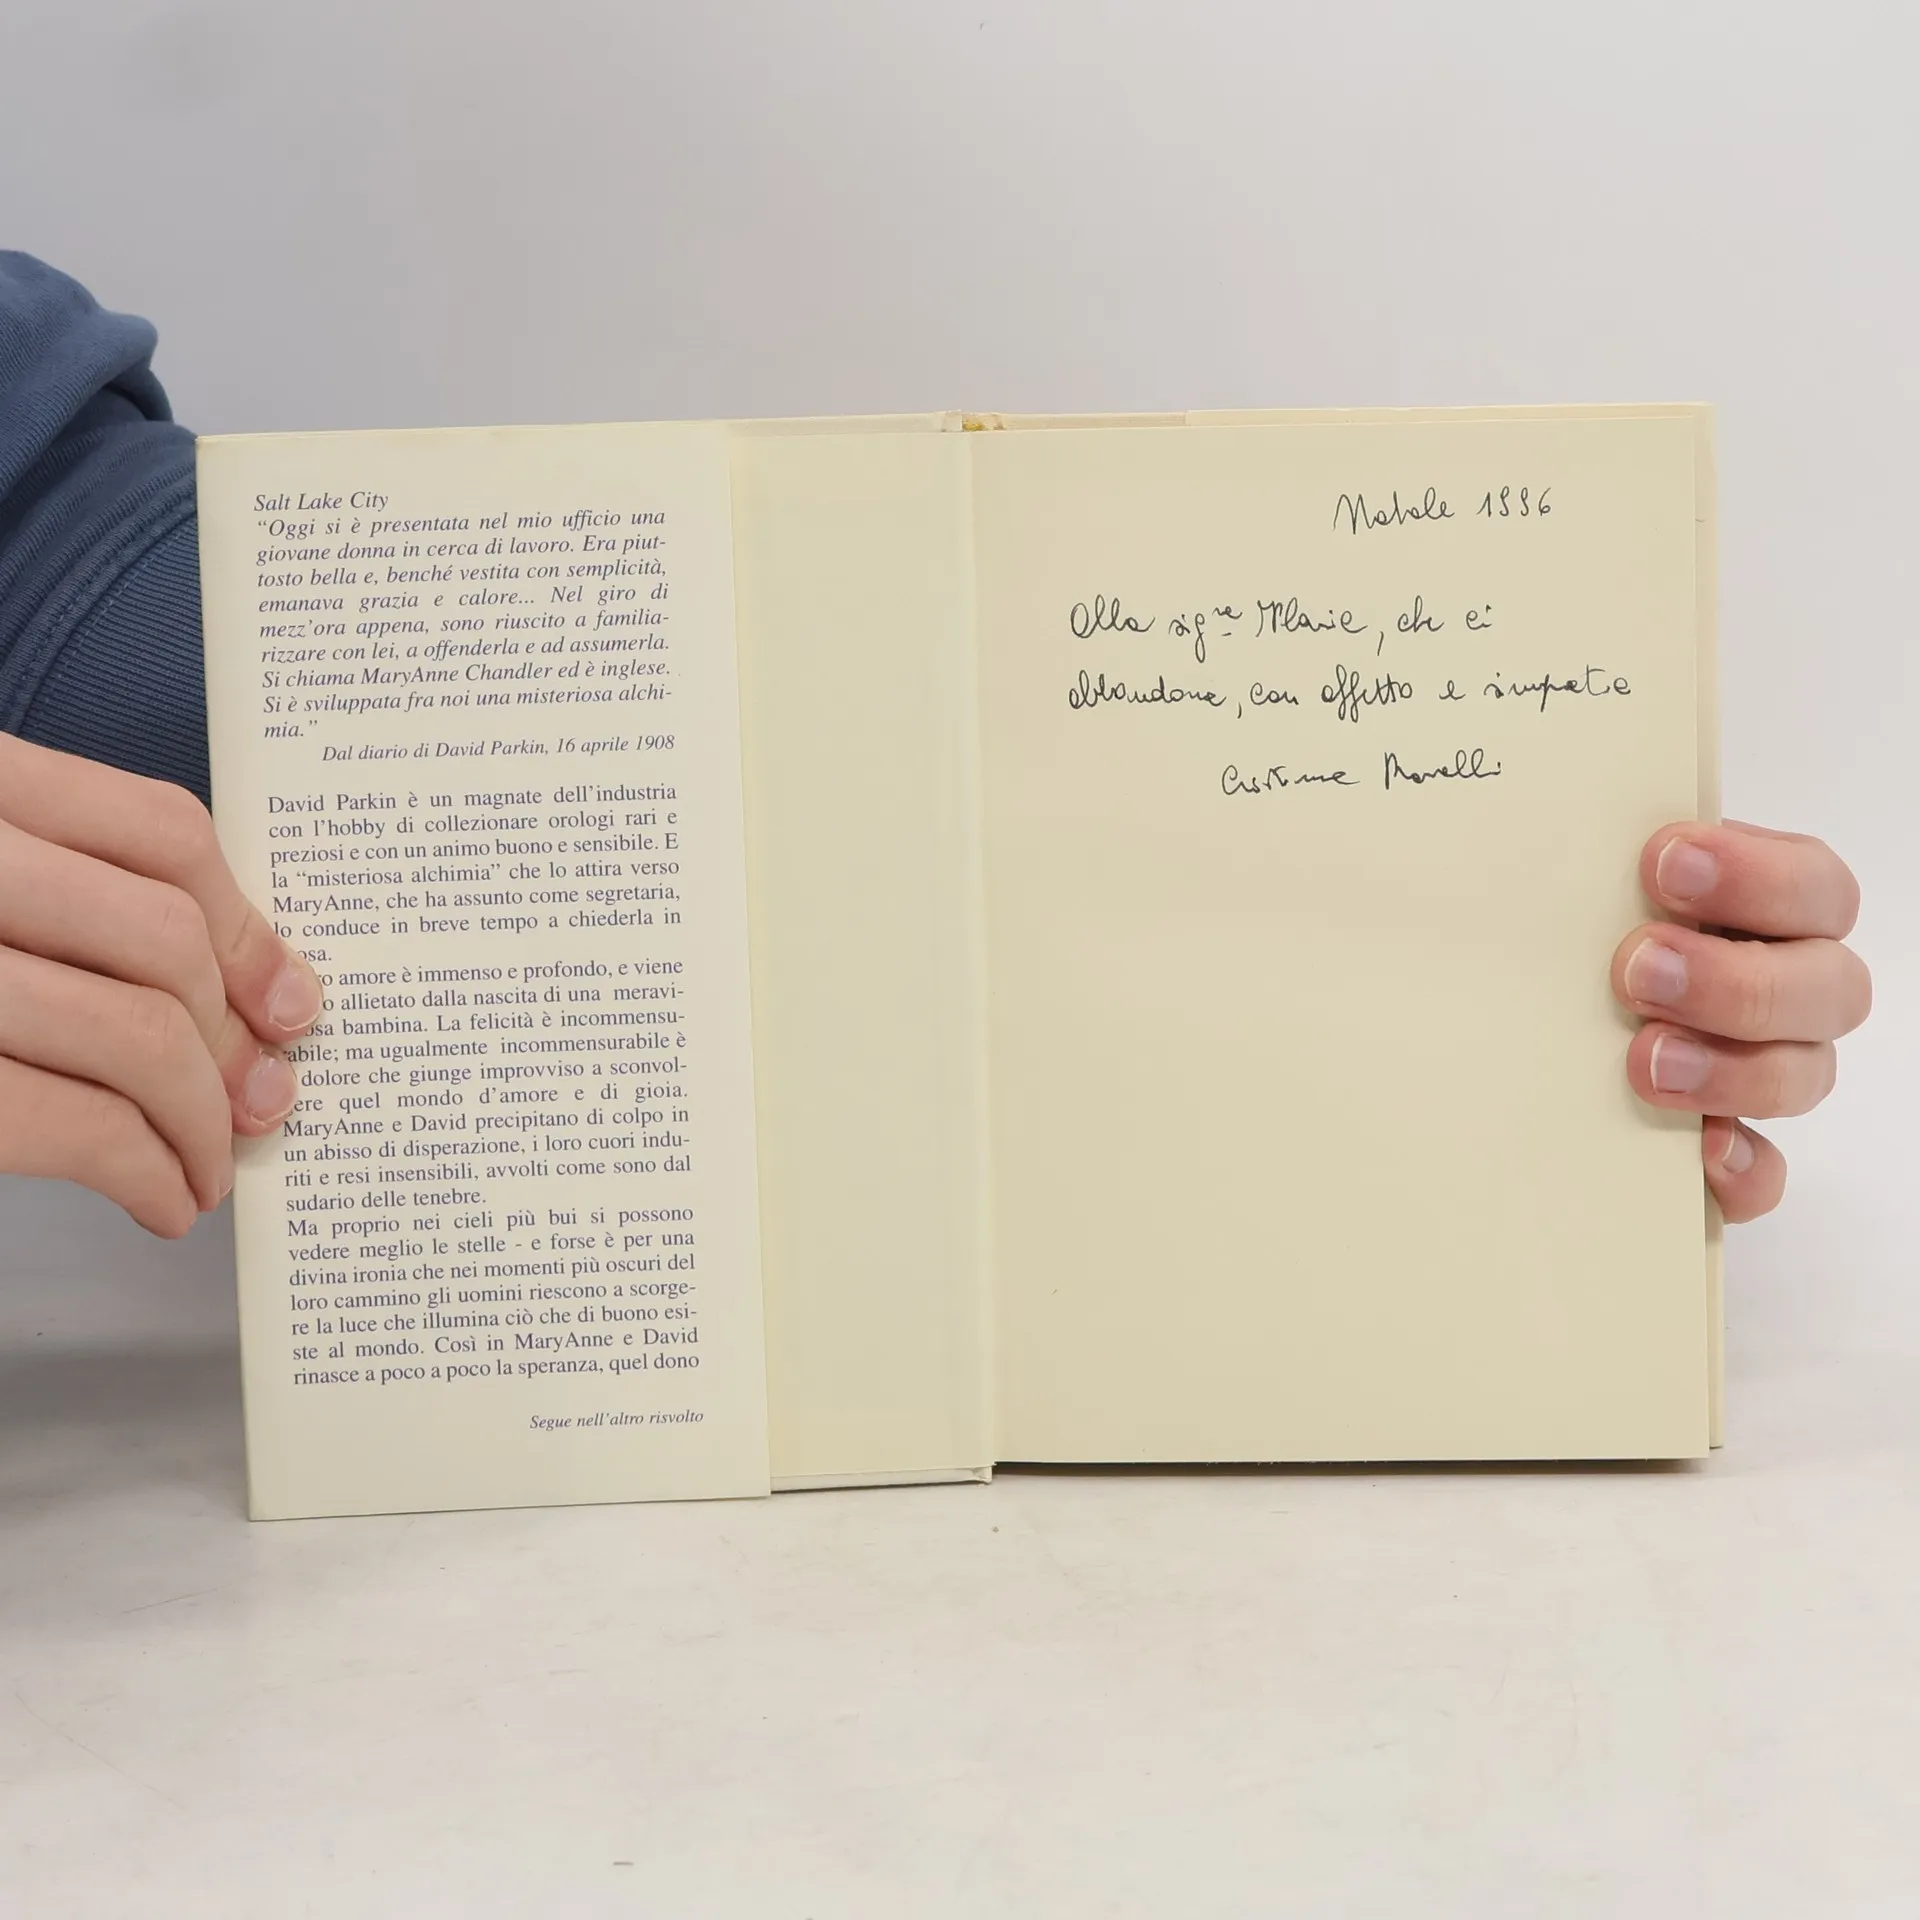 Salt Lake City
“Oggi si è presentata nel mio ufficio una
giovane donna in cerca di lavoro. Era piut-
tosto bella e, benché vestita con semplicità,
emanava grazia e calore... Nel giro di
mezz’ora appena, sono riuscito a familia-
rizzare con lei, a offenderla e ad assumerla.
Si chiama MaryAnne Chandler ed è inglese.
Si è sviluppata fra noi una misteriosa alchi-
mia.”
Dal diario di David Parkin, 16 aprile 1908
David Parkin è un magnate dell’industria
con l’hobby di collezionare orologi rari e
preziosi e con un animo buono e sensibile. E
la “misteriosa alchimia” che lo attira verso
MaryAnne, che ha assunto come segretaria,
lo conduce in breve tempo a chiederla in
osa.
ro amore è immenso e profondo, e viene
o allietato dalla nascita di una meravi-
osa bambina. La felicità è incommensu-
rabile; ma ugualmente incommensurabile è
dolore che giunge improvviso a sconvol-
ere quel mondo d’amore e di gioia.
MaryAnne e David precipitano di colpo in
un abisso di disperazione, i loro cuori indu-
riti e resi insensibili, avvolti come sono dal
sudario delle tenebre.
Ma proprio nei cieli più bui si possono
vedere meglio le stelle - e forse è per una
divina ironia che nei momenti più oscuri del
loro cammino gli uomini riescono a scorge-
re la luce che illumina ciò che di buono esi-
ste al mondo. Così in MaryAnne e David
rinasce a poco a poco la speranza, quel dono
Segue nell’altro risvolto
Natale 1996
Alla sig.ra Marie, che ci
abbandona, con affetto e simpatia
Cristina